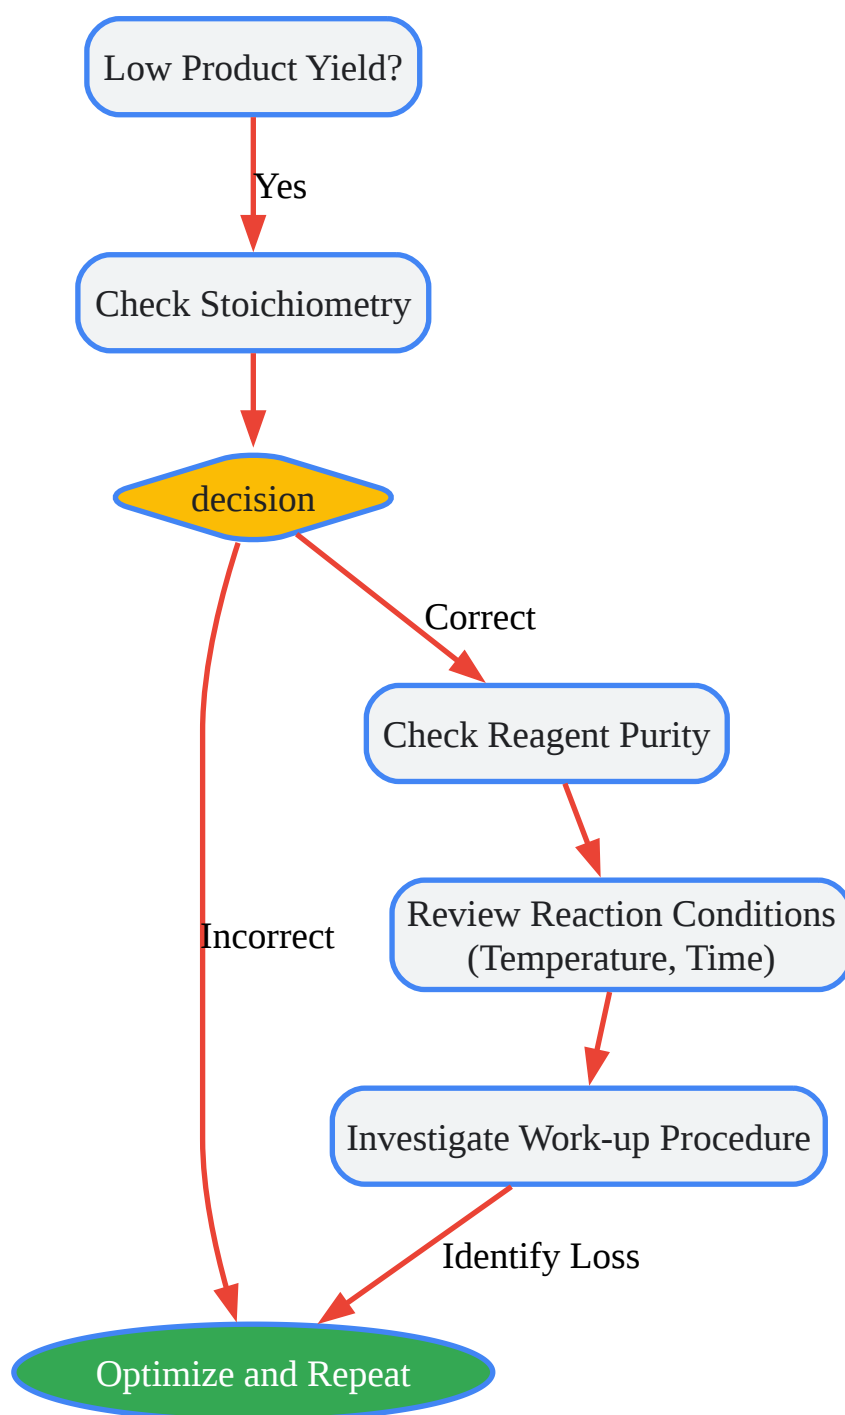 Low Product Yield?
Yes
Check Stoichiometry
decision
Correct
Check Reagent Purity
Review Reaction Conditions
(Temperature, Time)
Incorrect
Investigate Work-up Procedure
Identify Loss
Optimize and Repeat